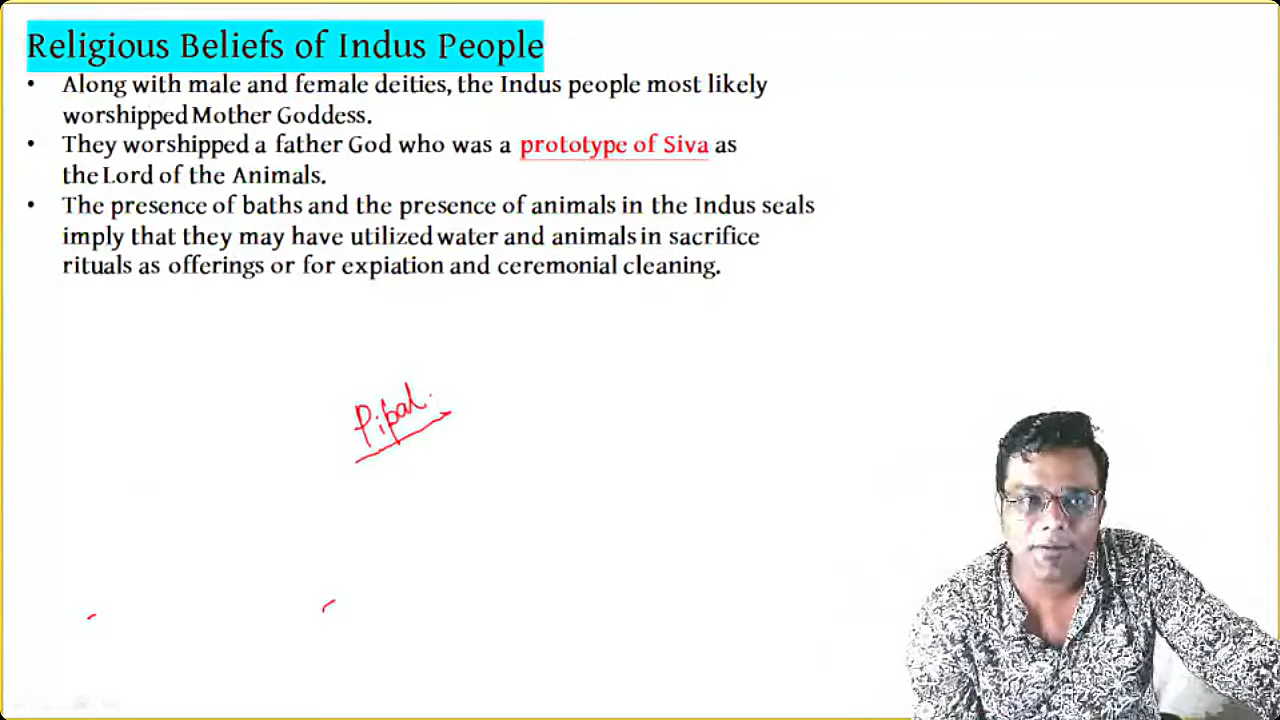 Religious Beliefs of Indus People
• Along with male and female deities, the Indus people most likely
worshipped Mother Goddess.
• They worshipped a father God who was a prototype of Siva as
the Lord of the Animals.
• The presence of baths and the presence of animals in the Indus seals
imply that they may have utilized water and animals in sacrifice
rituals as offerings or for expiation and ceremonial cleaning.
Pipal.